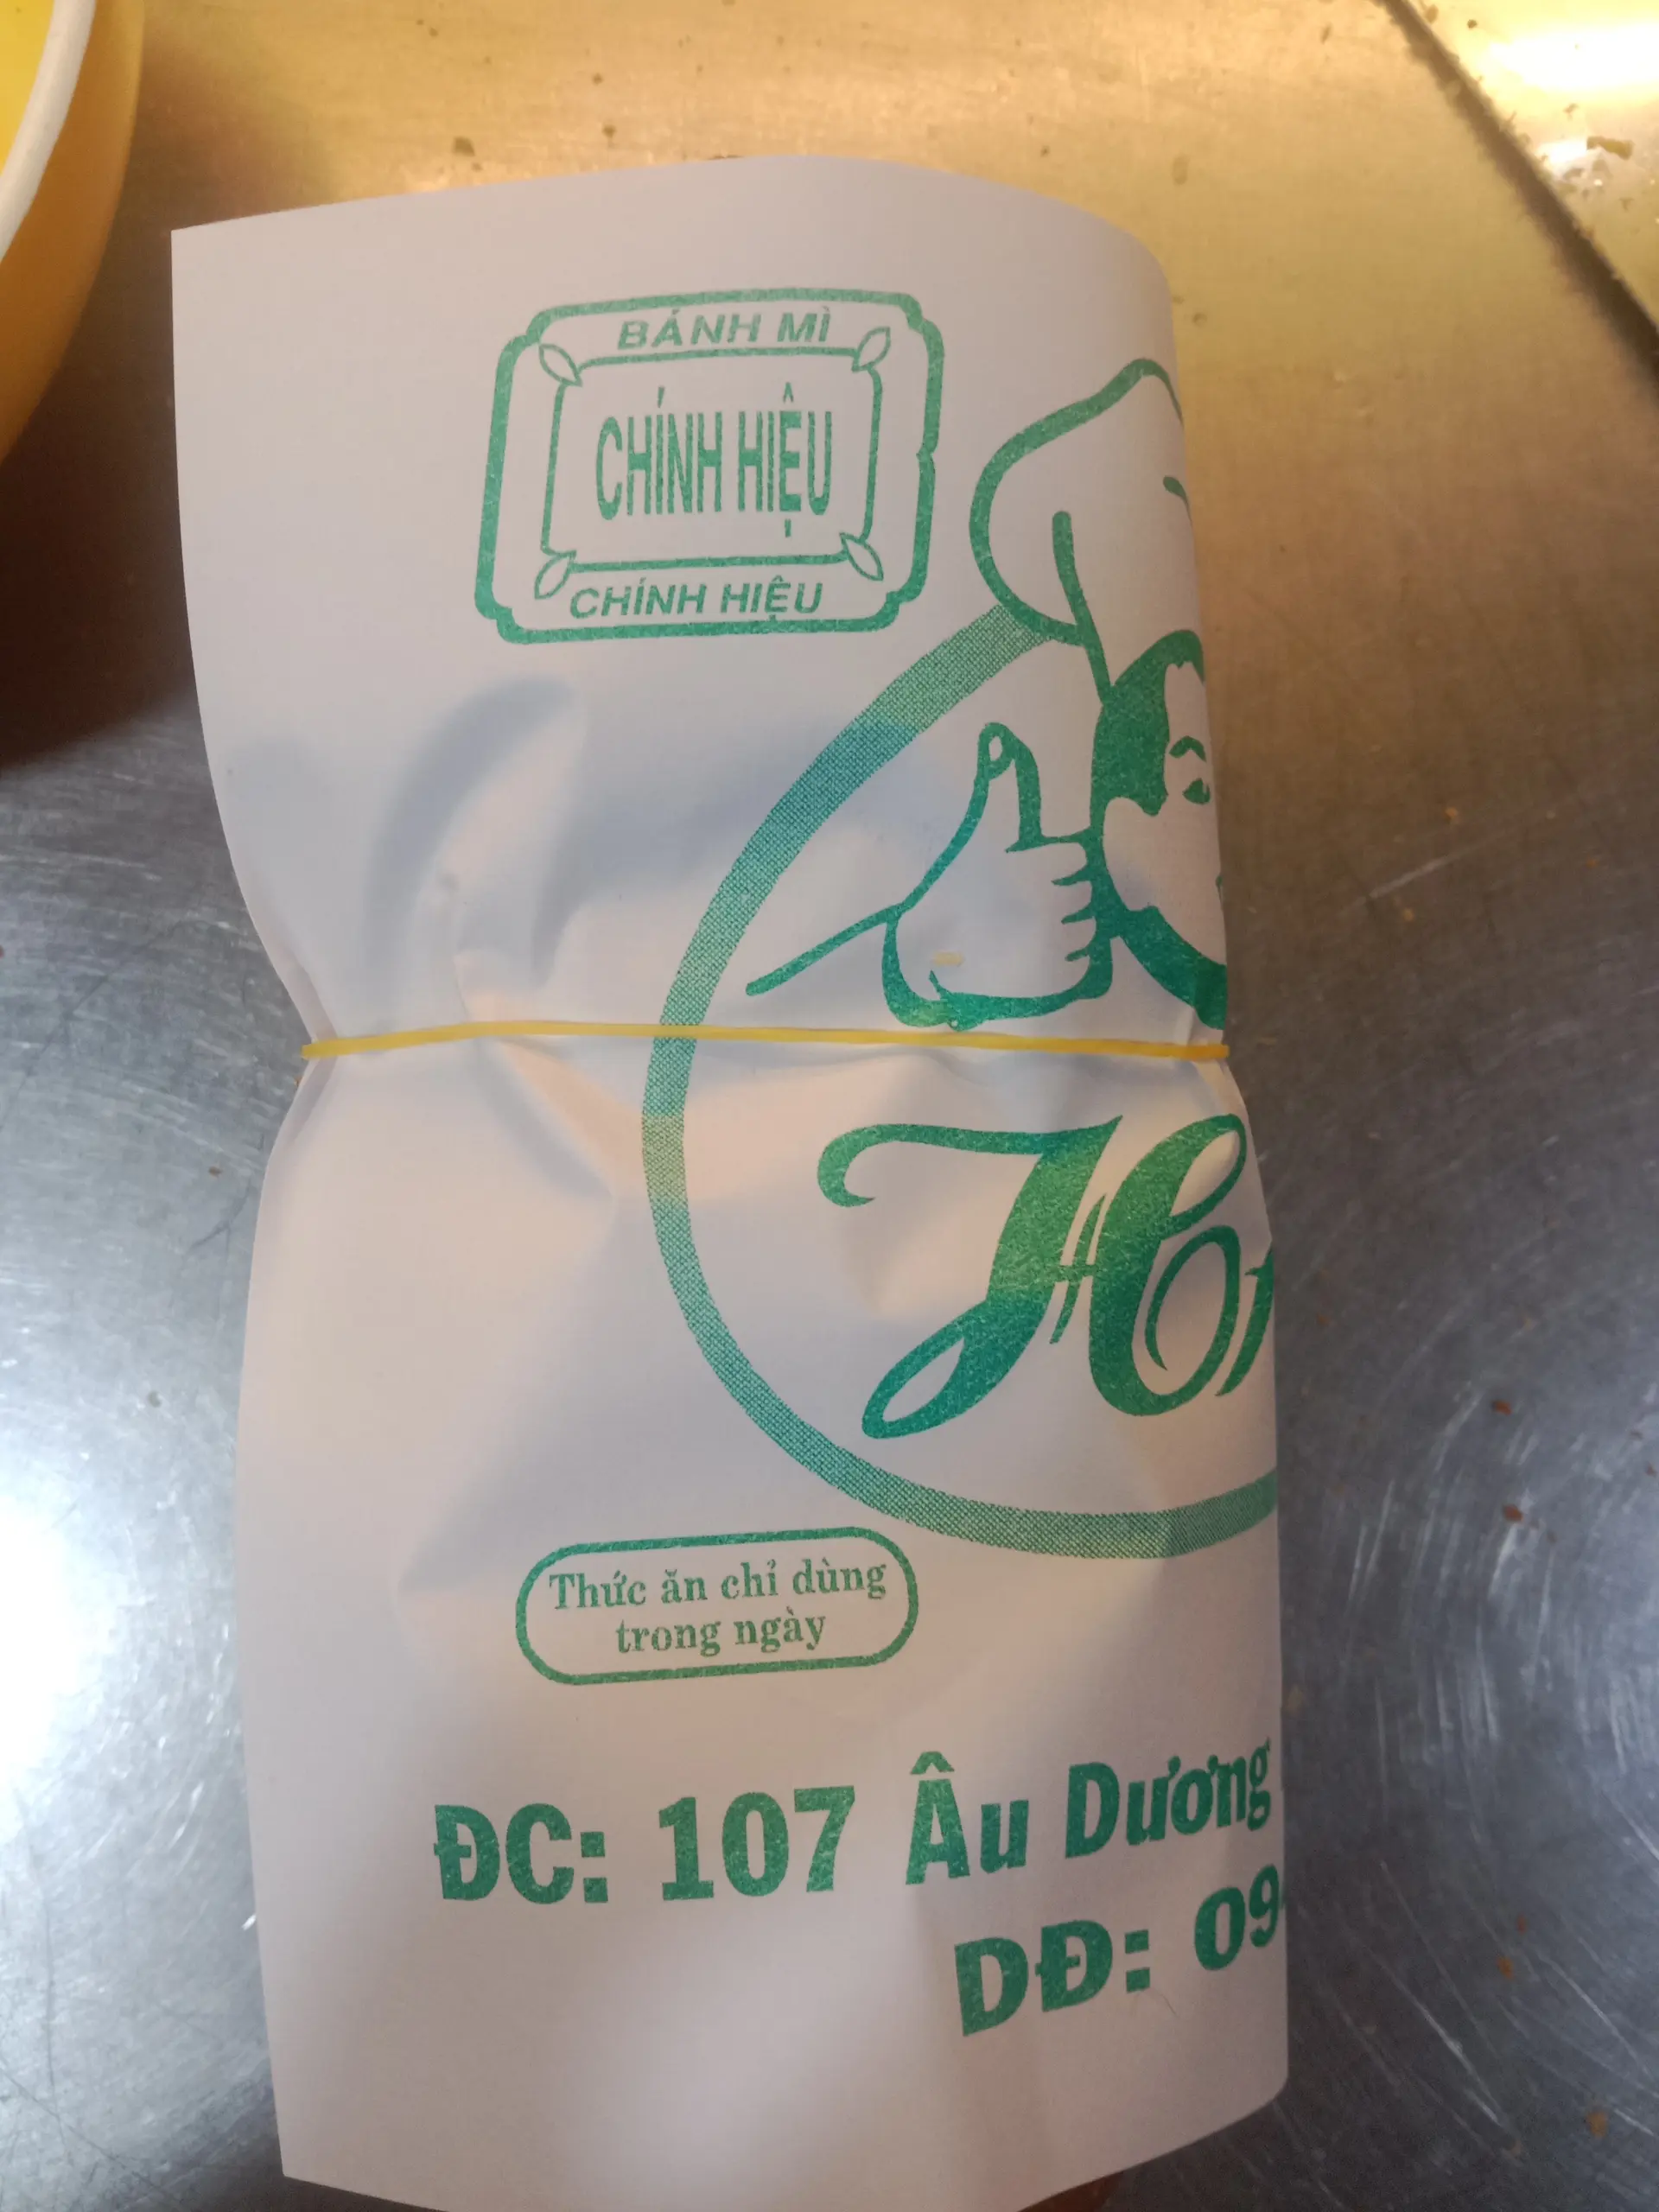 BÁNH MÌ
CHÍNH HIỆU
CHÍNH HIỆU
Thức ăn chỉ dùng
trong ngày
ĐC: 107 Âu Dương
DĐ: 09